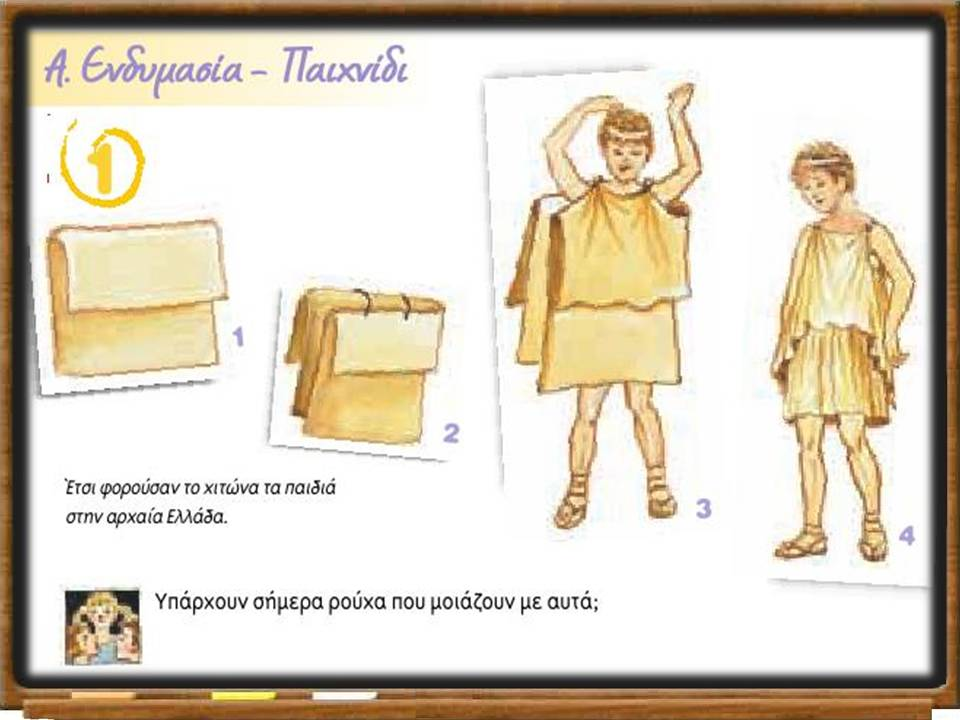 Α. Ενδυμασία – Παιχνίδι
1
1
2
3
4
Έτσι φορούσαν το χιτώνα τα παιδιά
στην αρχαία Ελλάδα.
Υπάρχουν σήμερα ρούχα που μοιάζουν με αυτά;